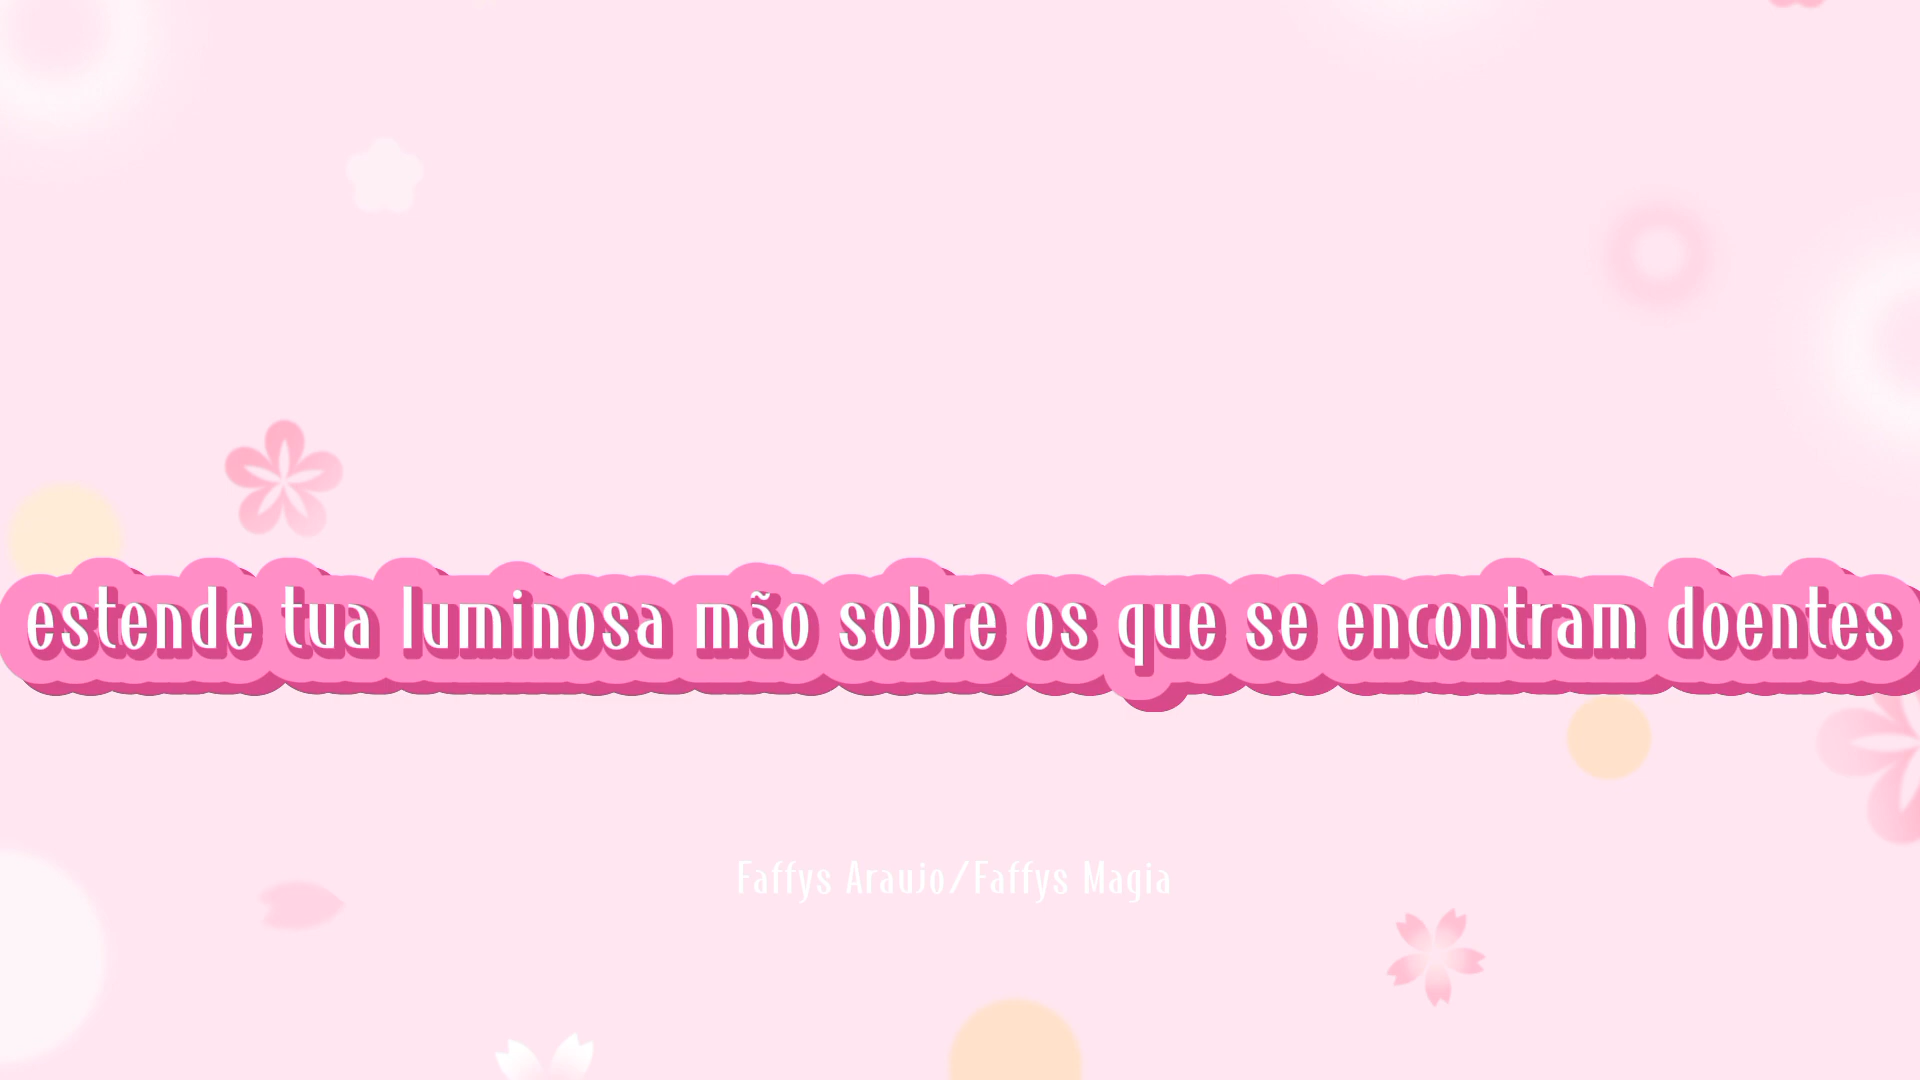 estende tua luminosa mão sobre os que se encontram doentes
Faffys Araujo/Faffys Magia